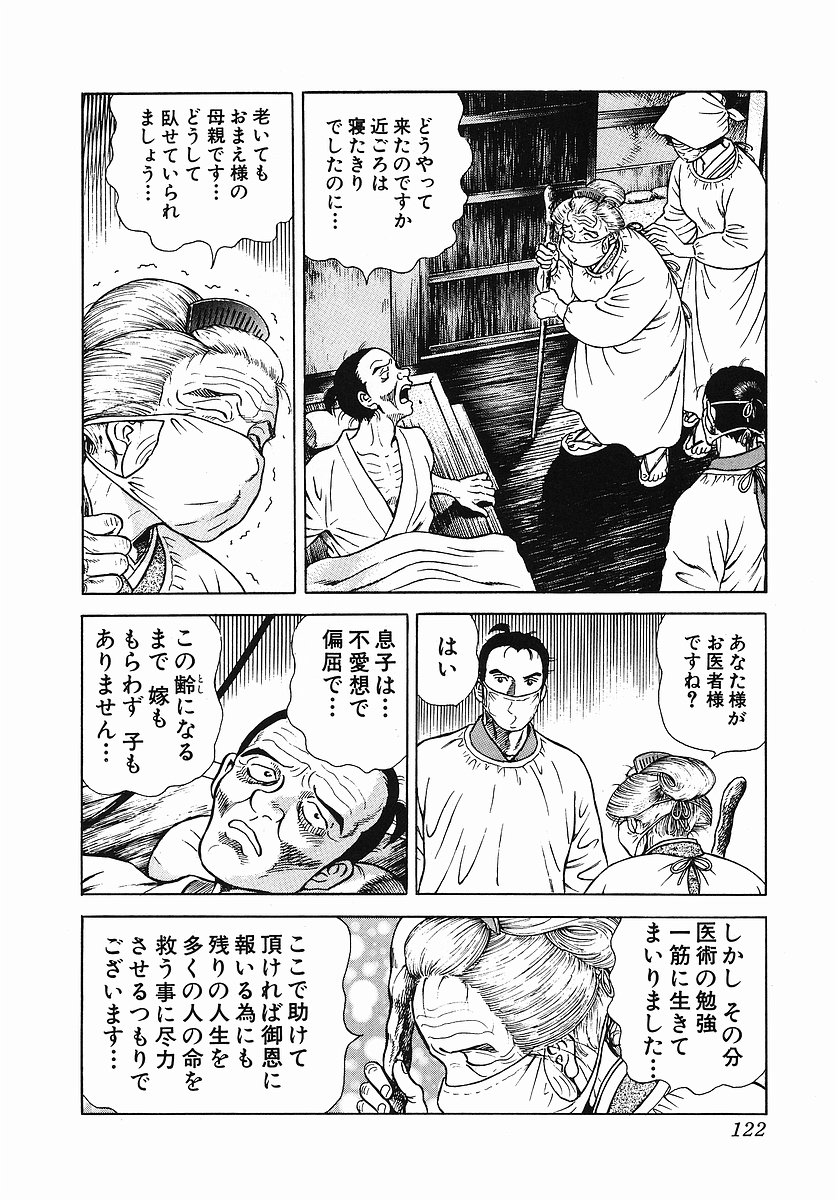 どうやって
来たのですか
近ごろは
寝たきり
でしたのに…
老いても
おまえ様の
母親です…
どうして
臥せていられ
ましょう…
あなた様が
お医者様
ですね?
はい
息子は…
不愛想で
偏屈で…
この齢になる
とし
まで 嫁も
もらわず 子も
ありません…
しかし その分
医術の勉強
一筋に生きて
まいりました…
ここで助けて
頂ければ御恩に
報いる為にも
残りの人生を
多くの人の命を
救う事に尽力
させるつもりで
ございます…
122